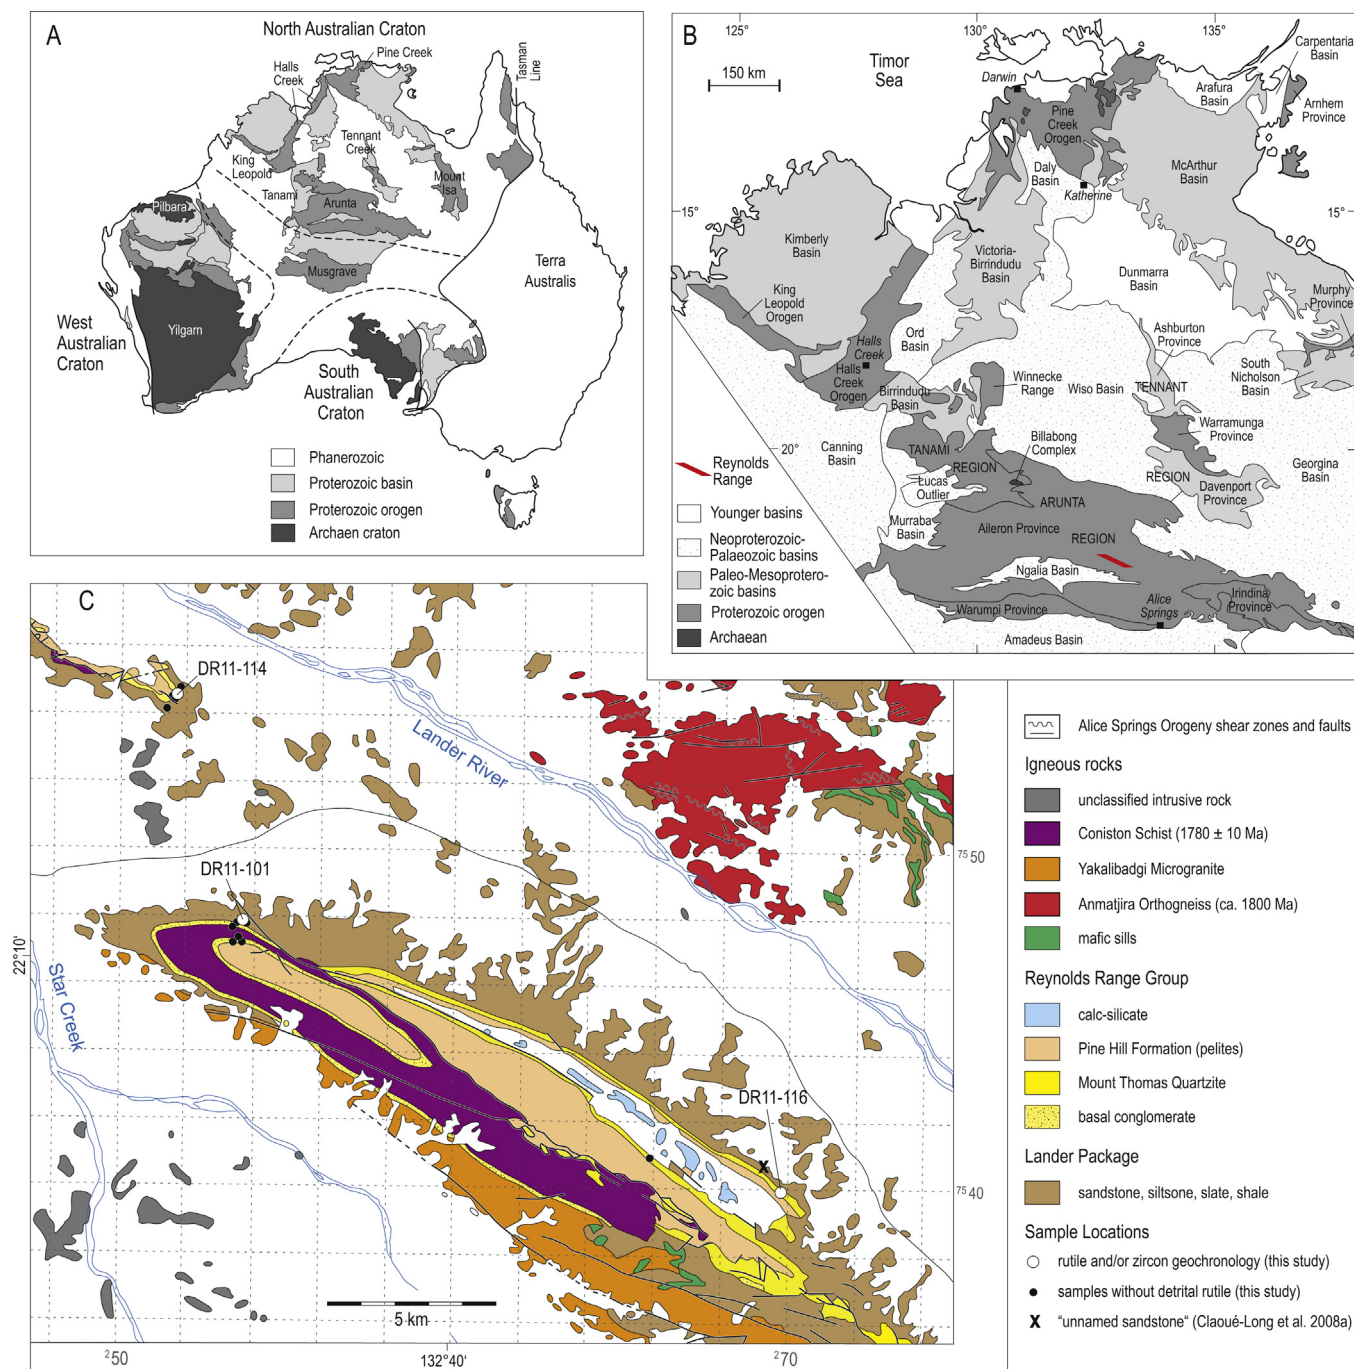 A
North Australian Craton
Pine Creek
Halls
Creek
Tasman
Line
Tennant
Creek
King
Leopold
Mount
Isa
Tanami
Pilbara
Arunta
Musgrave
Terra
Australis
West
Australian
Craton
Yilgarn
South
Australian
Craton
Phanerozoic
Proterozoic basin
Proterozoic orogen
Archaen craton
B
125°
130°
135°
150 km
Timor
Sea
Carpentaria
Basin
Darwin
Arafura
Basin
Arnhem
Province
Pine
Creek
Orogen
McArthur
Basin
Daly
Basin
Katherine
15°
15°
Kimberly
Basin
Victoria-
Birrindudu
Basin
Dunmarra
Basin
King
Leopold
Orogen
Murphy
Province
Ord
Basin
Ashburton
Province
Halls
Creek
Halls
Creek
Orogen
South
Nicholson
Basin
Birrindudu
Basin
Winnecke
Range
Wiso Basin
TENNANT
Warramunga
Province
Canning
Basin
20°
TANAMI
REGION
Billabong
Complex
Georgina
Basin
REGION
Davenport
Province
Reynolds
Range
Lucas
Outlier
ARUNTA
Murraba
Basin
Aileron Province
REGION
Younger basins
Neoproterozoic-
Palaeozoic basins
Paleo-Mesoprotero-
zoic basins
Proterozoic orogen
Archaean
Ngalia Basin
Irindina
Province
Warumpi Province
Alice
Springs
Amadeus Basin
C
DR11-114
Lander River
DR11-101
22°10'
Star Creek
DR11-116
X
5 km
²50
132°40'
²70
⁷⁵50
⁷⁵40
Alice Springs Orogeny shear zones and faults
Igneous rocks
unclassified intrusive rock
Coniston Schist (1780 ± 10 Ma)
Yakalibadgi Microgranite
Anmatjira Orthogneiss (ca. 1800 Ma)
mafic sills
Reynolds Range Group
calc-silicate
Pine Hill Formation (pelites)
Mount Thomas Quartzite
basal conglomerate
Lander Package
sandstone, siltsone, slate, shale
Sample Locations
rutile and/or zircon geochronology (this study)
samples without detrital rutile (this study)
X "unnamed sandstone" (Claoué-Long et al. 2008a)